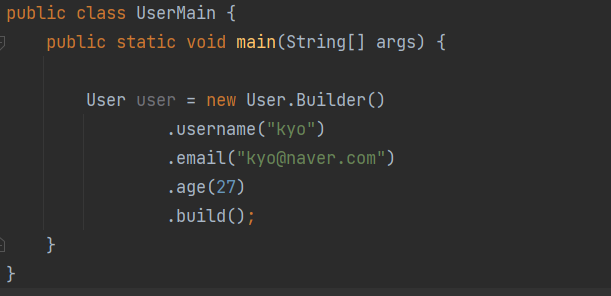 public class UserMain {
public static void main(String[] args) {
User user = new User.Builder()
.username("kyo")
.email("kyo@naver.com")
.age(27)
.build();
}
}